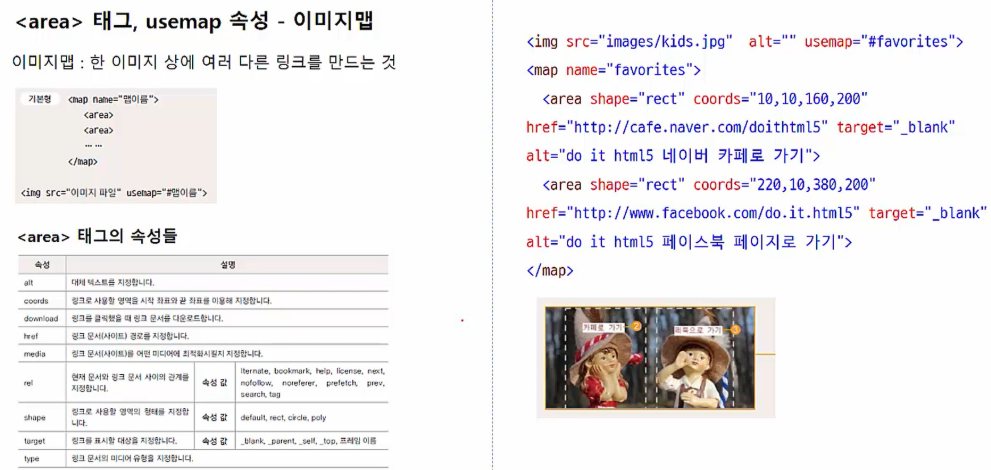 <area> 태그, usemap 속성 - 이미지맵
이미지맵 : 한 이미지 상에 여러 다른 링크를 만드는 것
기본형 <map name="맵이름">
<area>
<area>
……
</map>
<img src="이미지 파일" usemap="#맵이름">
<area> 태그의 속성들
속성 설명
alt 대체 텍스트를 지정합니다.
coords 링크로 사용할 영역을 시작 좌표와 끝 좌표를 이용해 지정합니다.
download 링크를 클릭했을 때 링크 문서를 다운로드합니다.
href 링크 문서(사이트) 경로를 지정합니다.
media 링크 문서(사이트)를 어떤 미디어에 최적화시킬지 지정합니다.
rel 현재 문서와 링크 문서 사이의 관계를 지정합니다. 속성 값 lternate, bookmark, help, license, next,
nofollow, noreferer, prefetch, prev,
search, tag
shape 링크로 사용할 영역의 형태를 지정합
니다. 속성 값 default, rect, circle, poly
target 링크를 표시할 대상을 지정합니다. 속성 값 _blank, _parent, _self, _top, 프레임 이름
type 링크 문서의 미디어 유형을 지정합니다.
<img src="images/kids.jpg" alt="" usemap="#favorites">
<map name="favorites">
<area shape="rect" coords="10,10,160,200"
href="http://cafe.naver.com/doithtml5" target="_blank"
alt="do it html5 네이버 카페로 가기">
<area shape="rect" coords="220,10,380,200"
href="http://www.facebook.com/do.it.html5" target="_blank"
alt="do it html5 페이스북 페이지로 가기">
</map>
카페로 가기 2
페북으로 가기 3